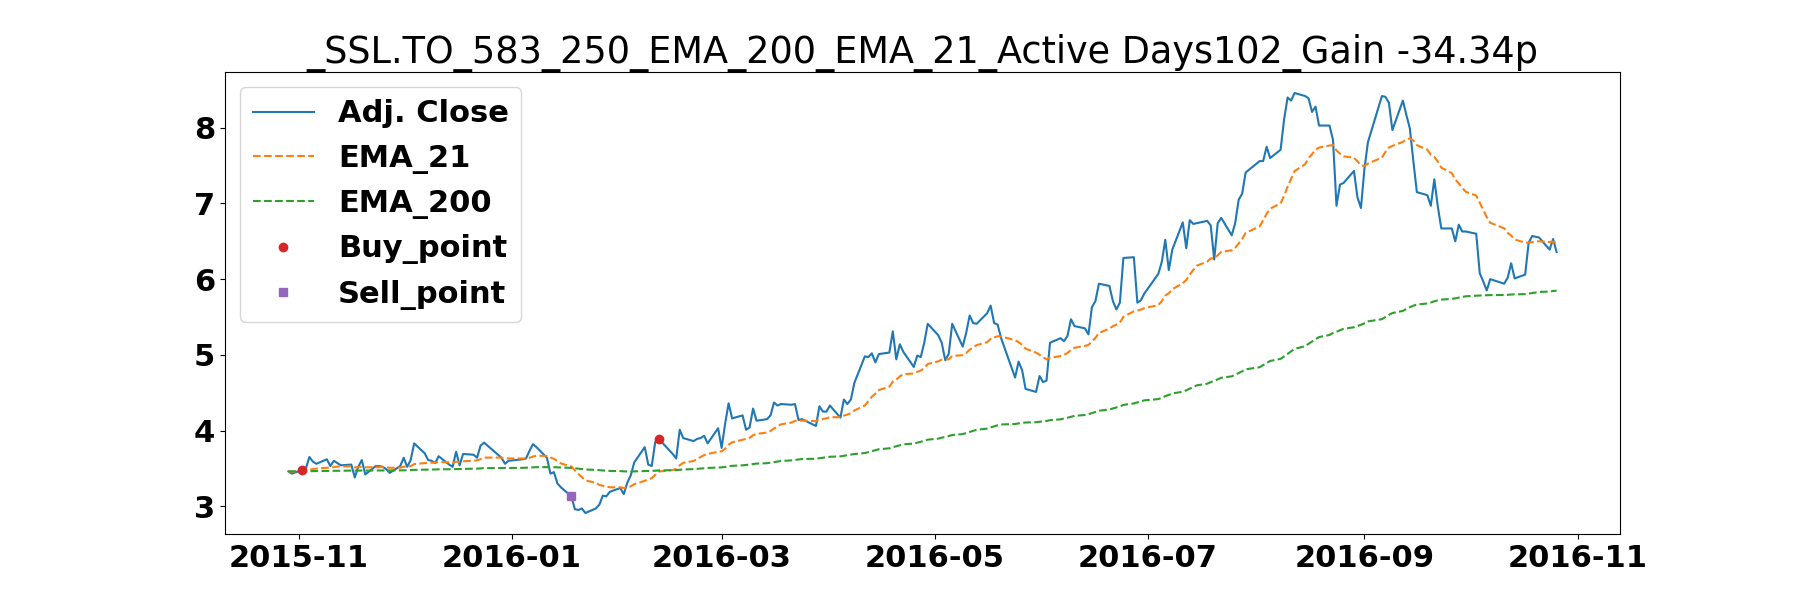 _SSL.TO_583_250_EMA_200_EMA_21_Active Days102_Gain -34.34p
Adj. Close
EMA_21
EMA_200
Buy_point
Sell_point
8
7
6
5
4
3
2015-11 2016-01 2016-03 2016-05 2016-07 2016-09 2016-11